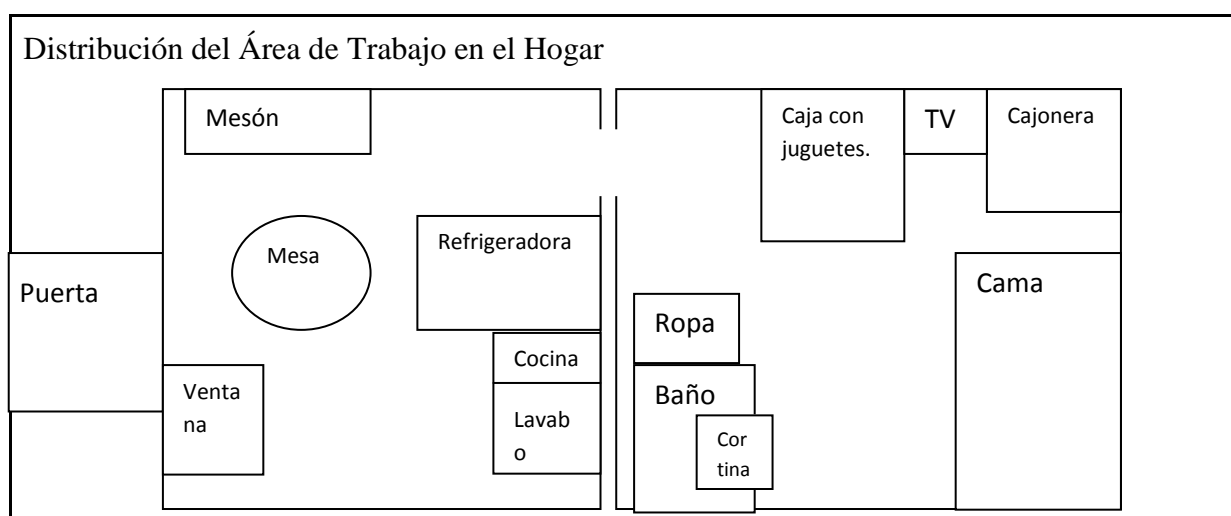 Distribución del Área de Trabajo en el Hogar
Mesón
Caja con
juguetes.
TV
Cajonera
Mesa
Refrigeradora
Puerta
Cama
Ropa
Cocina
Venta
na
Baño
Lavab
o
Cor
tina